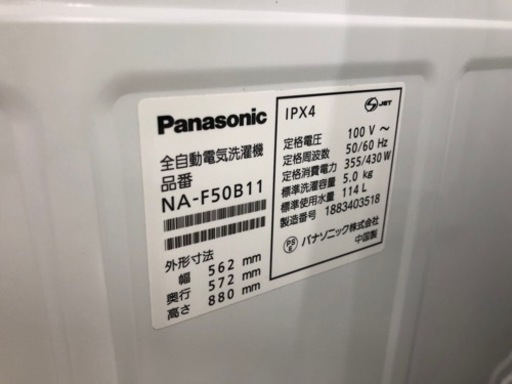 Panasonic
全自動電気洗濯機
品番
NA-F50B11
外形寸法
幅 562 mm
奥行 572 mm
高さ 880 mm
IPX4
S JET
定格電圧 100 V ～
定格周波数 50/60 Hz
定格消費電力 355/430 W
標準洗濯容量 5.0 kg
標準使用水量 114 L
製造番号 1883403518
PS E パナソニック株式会社
中国製